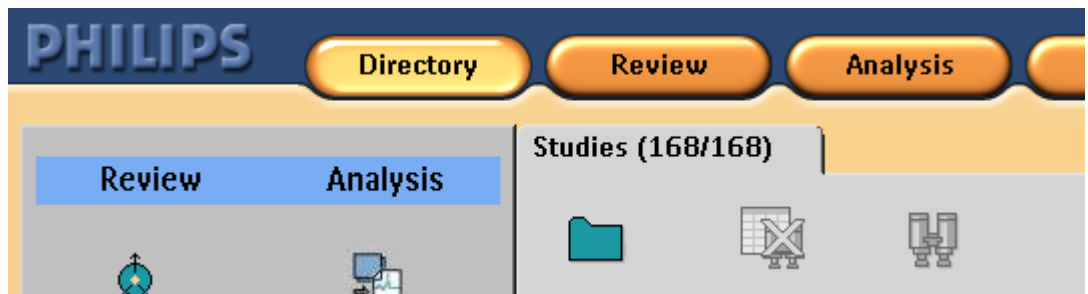 PHILIPS
Directory
Review
Analysis
Studies (168/168)
Review
Analysis